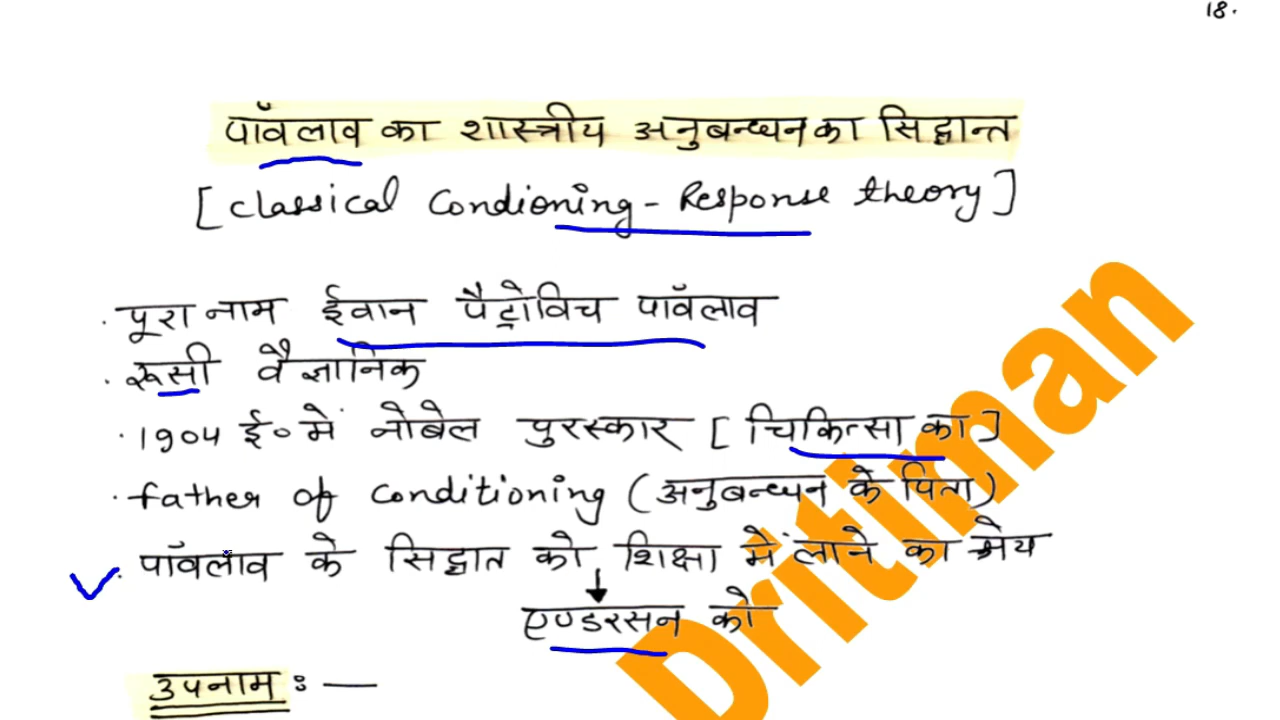 18.
पॉवलाव का शास्त्रीय अनुबन्धन का सिद्धान्त
[classical Condioning - Response theory]
. पूरा नाम ईवान पैट्रोविच पॉवलाव
. रूसी वैज्ञानिक
. 1904 ई० में नोबेल पुरस्कार [चिकित्सा का]
. father of conditioning (अनुबन्धन के पिता)
. पॉवलाव के सिद्धात को शिक्षा में लाने का श्रेय
↓
एण्डरसन को
उपनाम : —
Dritiman